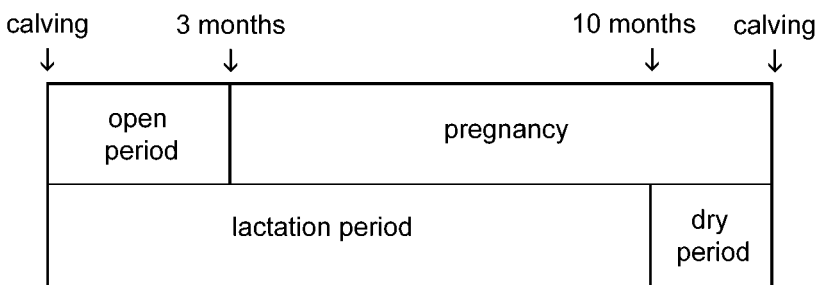 calving 3 months 10 months calving
open
period
pregnancy
lactation period
dry
period